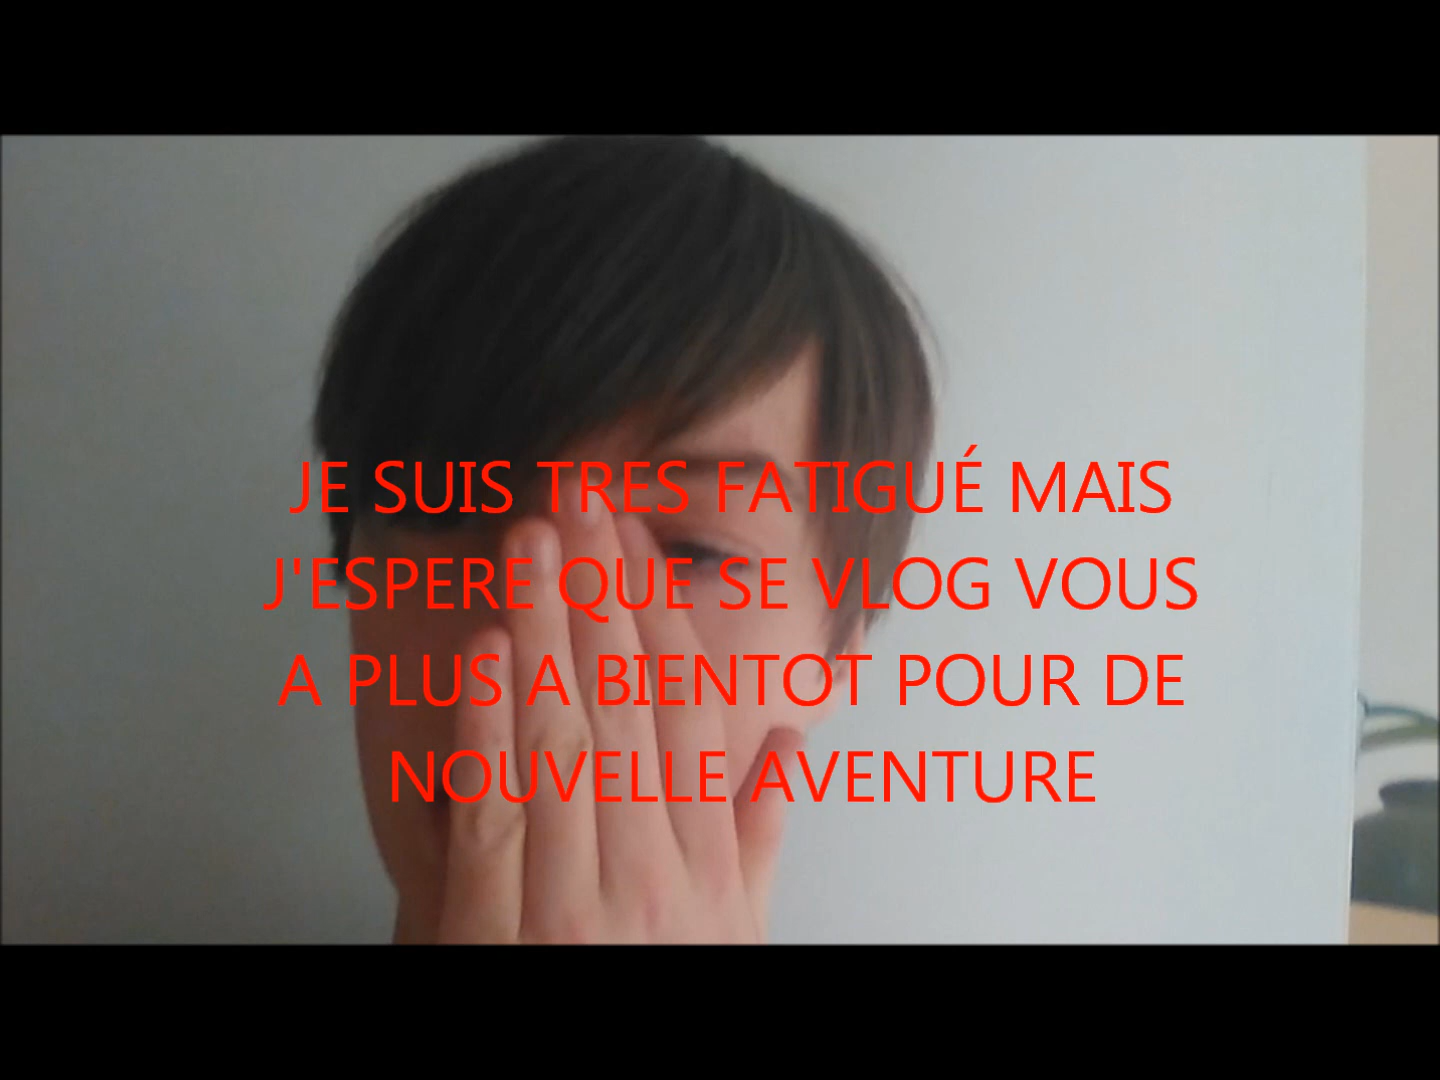 JE SUIS TRES FATIGUÉ MAIS
J'ESPERE QUE SE VLOG VOUS
A PLUS A BIENTOT POUR DE
NOUVELLE AVENTURE